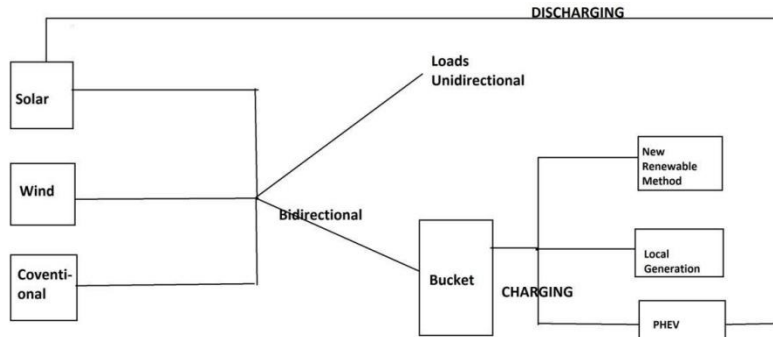 DISCHARGING
Loads
Unidirectional
Solar
New
Renewable
Method
Wind
Bidirectional
Coventi-
onal
Bucket
Local
Generation
CHARGING
PHEV